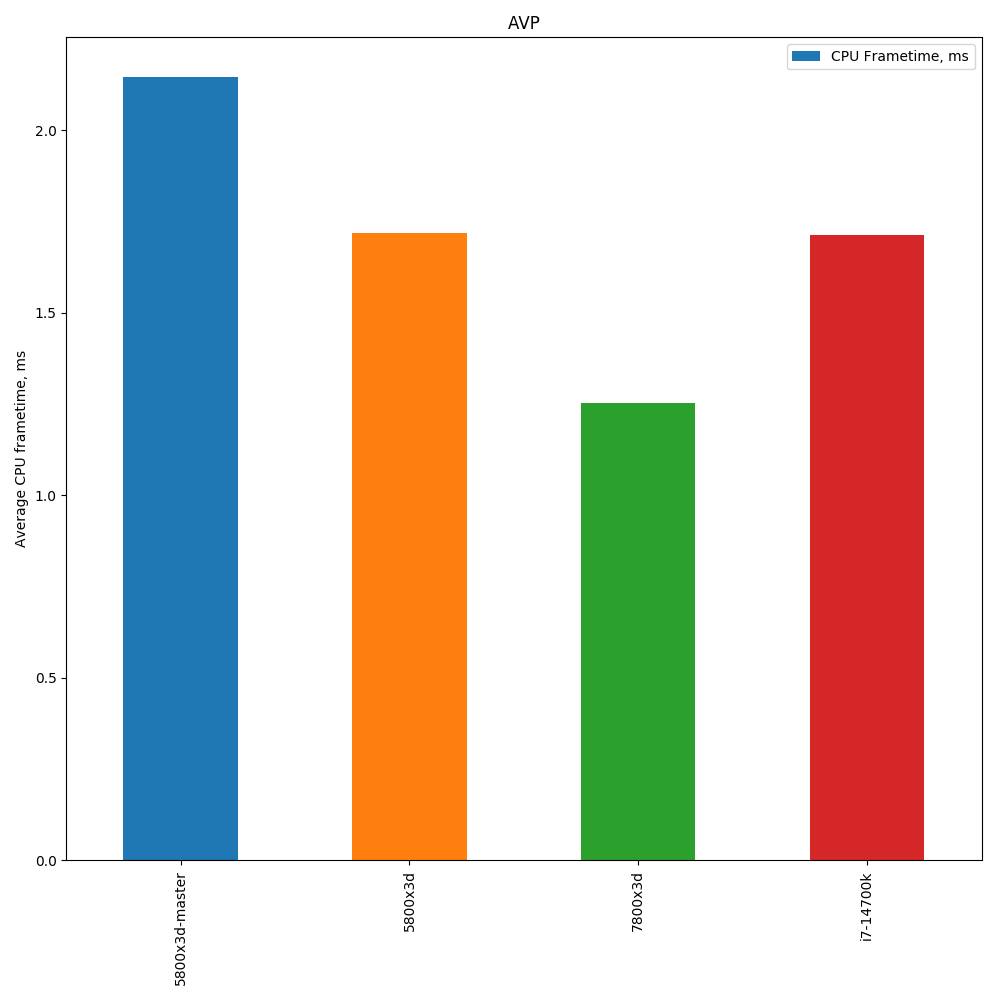 AVP
CPU Frametime, ms
Average CPU frametime, ms
2.0
1.5
1.0
0.5
0.0
5800x3d-master
5800x3d
7800x3d
i7-14700k